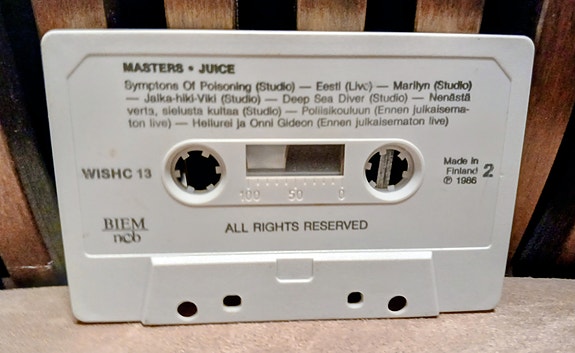 MASTERS • JUICE
Symptons Of Poisoning (Studio) — Eesti (Live) — Marilyn (Studio)
— Jalka-hiki-Viki (Studio) — Deep Sea Diver (Studio) — Nenästä
verta, sielusta kultaa (Studio) — Poliisikouluun (Ennen julkaisema-
ton live) — Heilurei ja Onni Gideon (Ennen julkaisematon live)
WISHC 13
100 50 0
Made in
Finland
℗ 1986
2
BIEM
ncb
ALL RIGHTS RESERVED